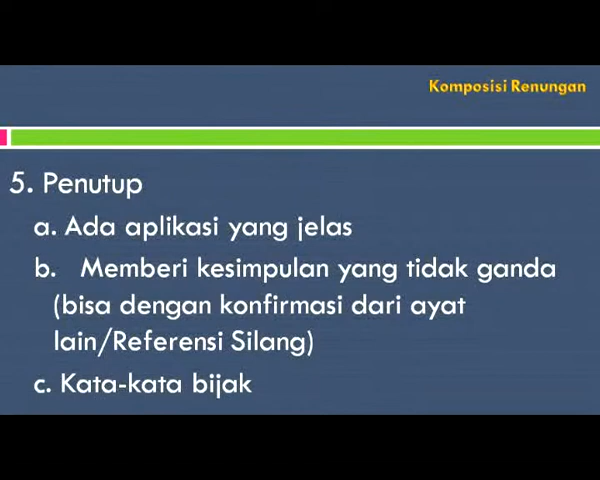 Komposisi Renungan
5. Penutup
a. Ada aplikasi yang jelas
b. Memberi kesimpulan yang tidak ganda
(bisa dengan konfirmasi dari ayat
lain/Referensi Silang)
c. Kata-kata bijak